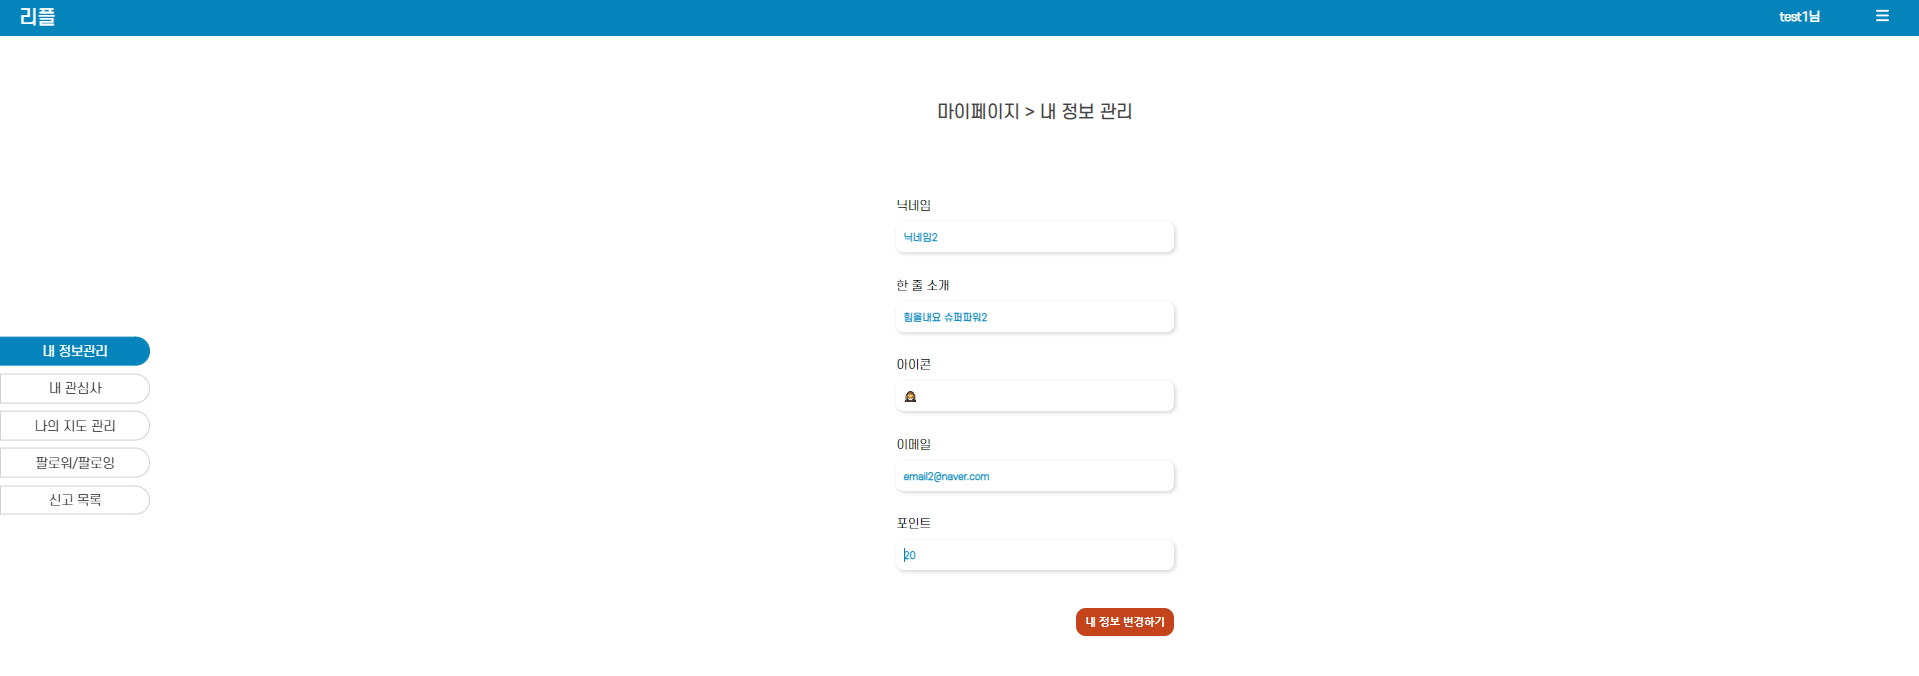 리플
test1님
마이페이지 > 내 정보 관리
닉네임
닉네임2
한 줄 소개
힘을내요 슈퍼파워2
아이콘
이메일
email2@naver.com
포인트
20
내 정보 변경하기
내 정보관리
내 관심사
나의 지도 관리
팔로워/팔로잉
신고 목록